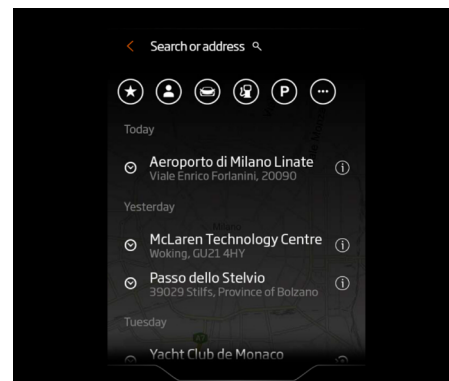 Search or address
P
Today
Aeroporto di Milano Linate
Viale Enrico Forlanini, 20090
Yesterday
McLaren Technology Centre
Woking, GU21 4HY
Passo dello Stelvio
39029 Stilfs, Province of Bolzano
Tuesday
Yacht Club de Monaco